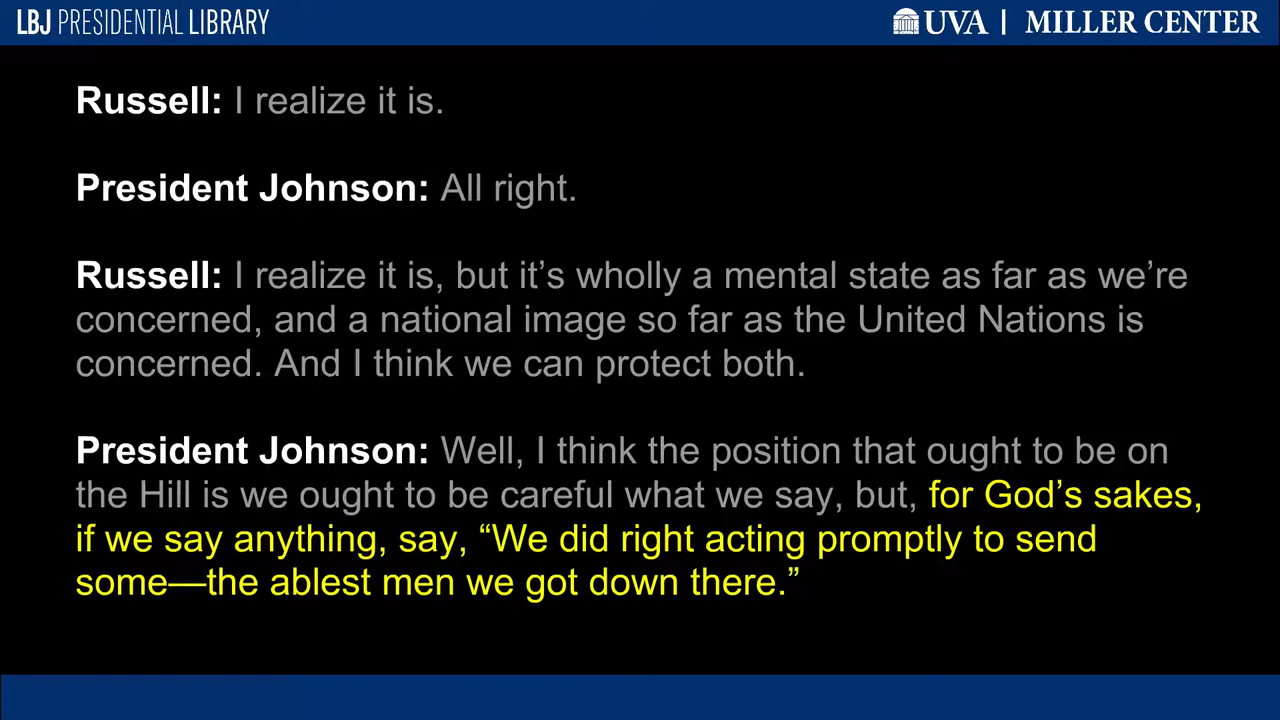 LBJ PRESIDENTIAL LIBRARY
UVA | MILLER CENTER
Russell: I realize it is.
President Johnson: All right.
Russell: I realize it is, but it’s wholly a mental state as far as we’re
concerned, and a national image so far as the United Nations is
concerned. And I think we can protect both.
President Johnson: Well, I think the position that ought to be on
the Hill is we ought to be careful what we say, but, for God’s sakes,
if we say anything, say, “We did right acting promptly to send
some—the ablest men we got down there.”